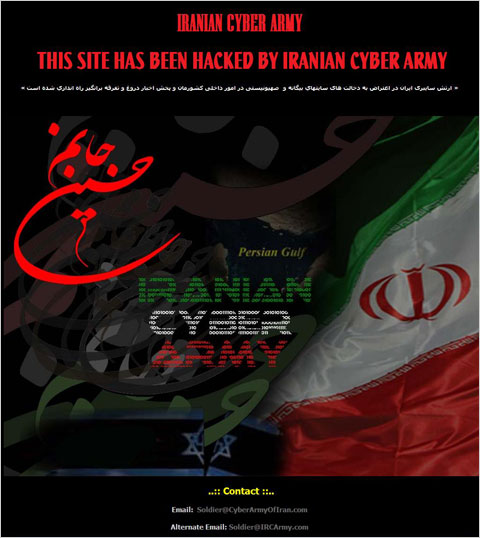 IRANIAN CYBER ARMY
THIS SITE HAS BEEN HACKED BY IRANIAN CYBER ARMY
« ارتش سایبری ایران در اعتراض به دخالت های سایتهای بیگانه و صهیونیستی در امور داخلی کشورمان و پخش اخبار دروغ و تفرقه برانگیز راه اندازی شده است »
حسین جانم
Persian Gulf
IRANIAN
CYBER
ARMY
..:: Contact ::..
Email: Soldier@CyberArmyOfIran.com
Alternate Email: Soldier@IRCArmy.com